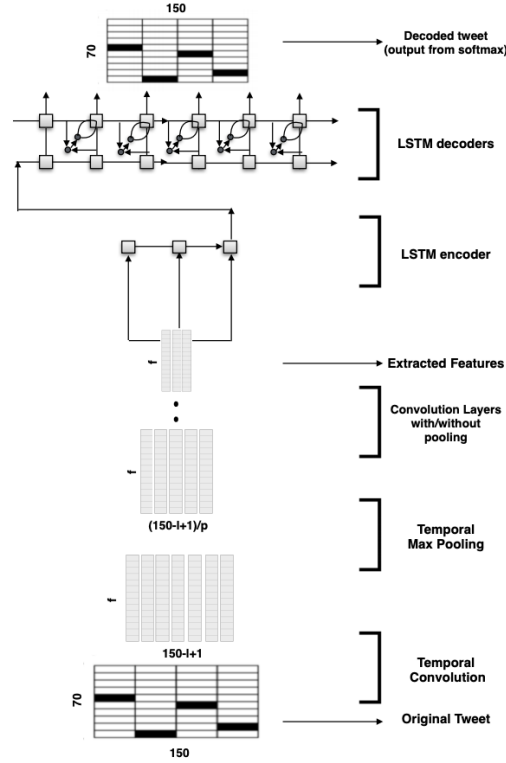 150
70
Decoded tweet
(output from softmax)
LSTM decoders
LSTM encoder
f
Extracted Features
Convolution Layers
with/without
pooling
f
(150-l+1)/p
Temporal
Max Pooling
f
150-l+1
Temporal
Convolution
70
Original Tweet
150